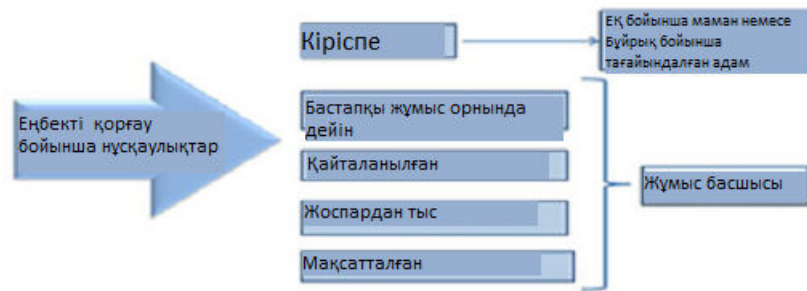 Еңбекті қорғау
бойынша нұсқаулықтар
Кіріспе
ЕҚ бойынша маман немесе
Бұйрық бойынша
тағайындалған адам
Бастапқы жұмыс орнында
дейін
Қайталанылған
Жоспардан тыс
Мақсатталған
Жұмыс басшысы